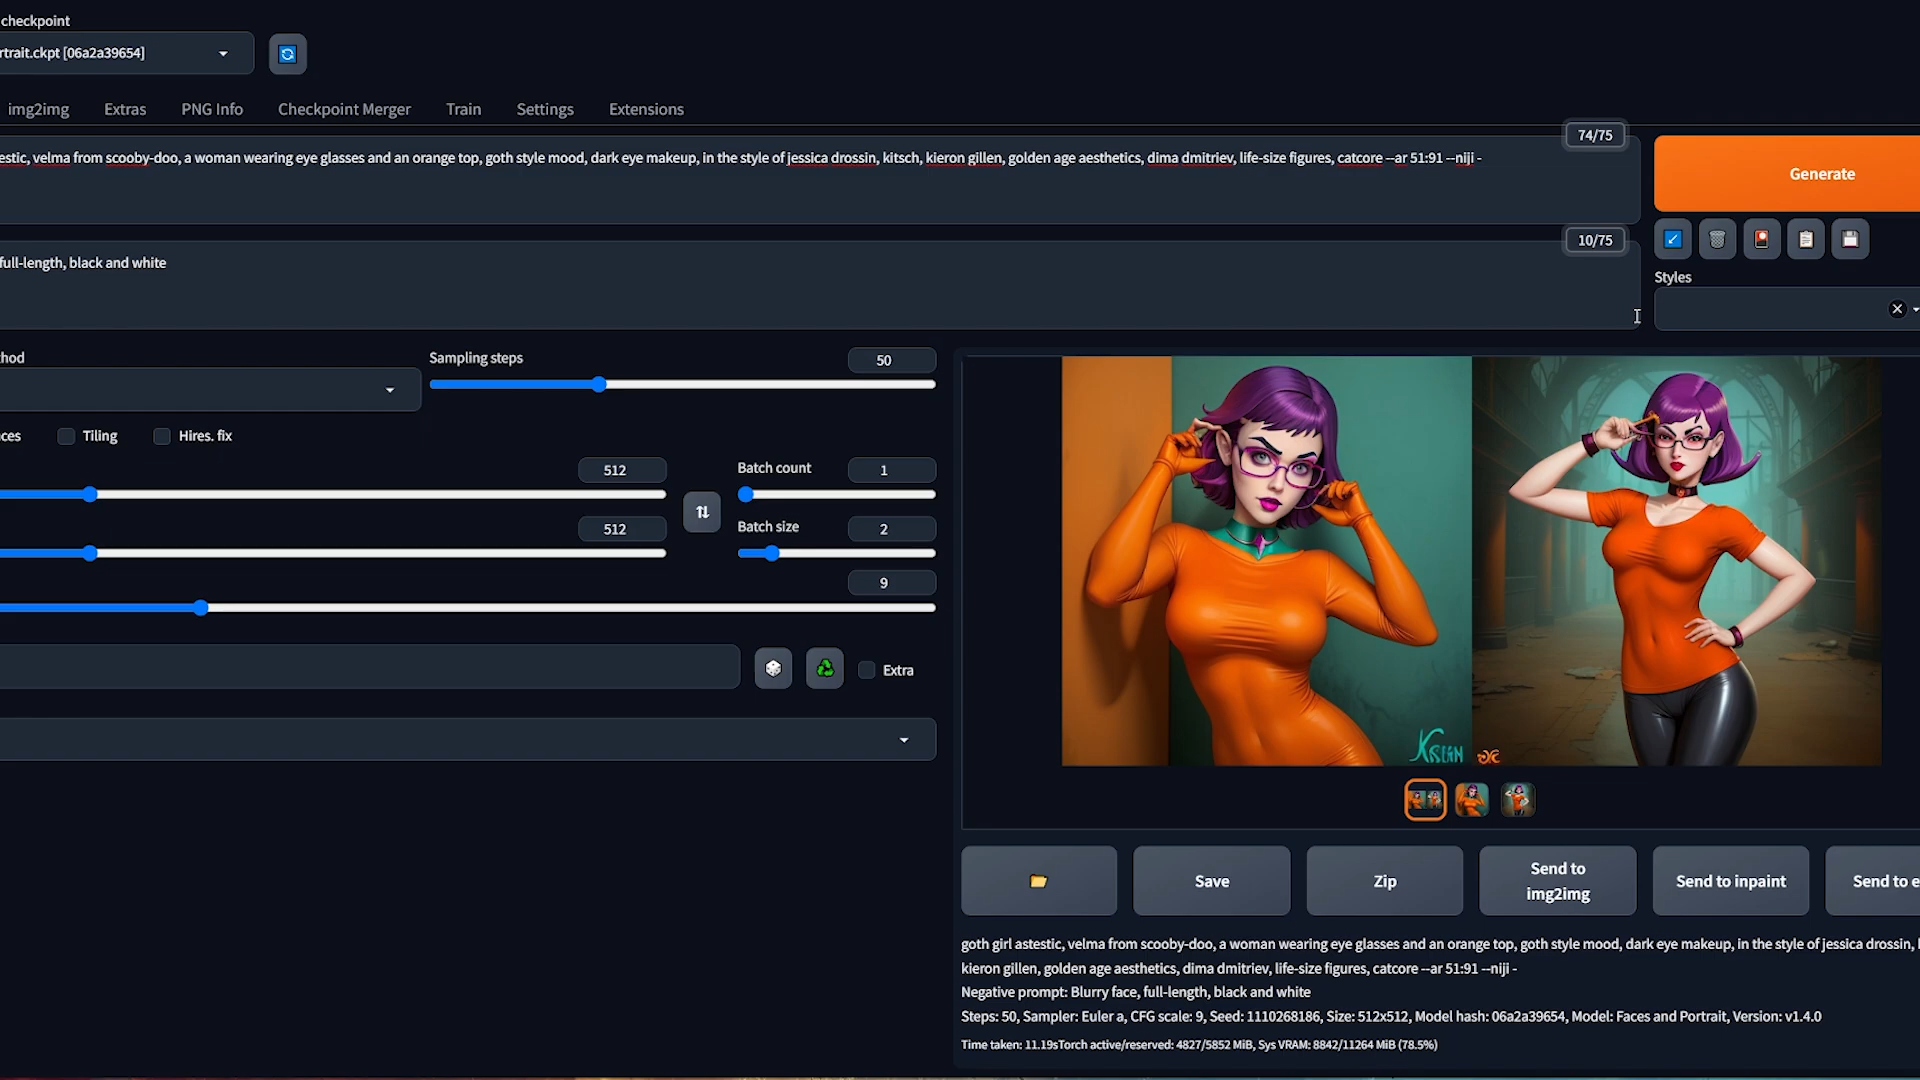 checkpoint
rtrait.ckpt [06a2a39654]
img2img Extras PNG Info Checkpoint Merger Train Settings Extensions
74/75
estic, velma from scooby-doo, a woman wearing eye glasses and an orange top, goth style mood, dark eye makeup, in the style of jessica drossin, kitsch, kieron gillen, golden age aesthetics, dima dmitriev, life-size figures, catcore --ar 51:91 --niji -
Generate
10/75
full-length, black and white
Styles
hod
Sampling steps
50
ces Tiling Hires. fix
512
Batch count
1
512
Batch size
2
9
Extra
Save
Zip
Send to
img2img
Send to inpaint
Send to e
goth girl astestic, velma from scooby-doo, a woman wearing eye glasses and an orange top, goth style mood, dark eye makeup, in the style of jessica drossin,
kieron gillen, golden age aesthetics, dima dmitriev, life-size figures, catcore --ar 51:91 --niji -
Negative prompt: Blurry face, full-length, black and white
Steps: 50, Sampler: Euler a, CFG scale: 9, Seed: 1110268186, Size: 512x512, Model hash: 06a2a39654, Model: Faces and Portrait, Version: v1.4.0
Time taken: 11.19sTorch active/reserved: 4827/5852 MiB, Sys VRAM: 8842/11264 MiB (78.5%)